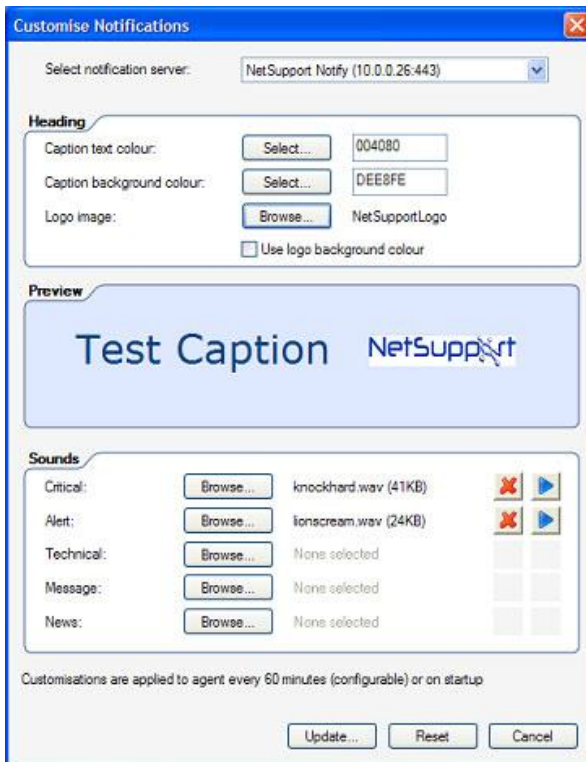 Customise Notifications
Select notification server: NetSupport Notify (10.0.0.26:443)
Heading
Caption text colour: Select... 004080
Caption background colour: Select... DEE8FE
Logo image: Browse... NetSupportLogo
Use logo background colour
Preview
Test Caption NetSupport
Sounds
Critical: Browse... knockhard.wav (41KB)
Alert: Browse... lionscream.wav (24KB)
Technical: Browse... None selected
Message: Browse... None selected
News: Browse... None selected
Customisations are applied to agent every 60 minutes (configurable) or on startup
Update... Reset Cancel